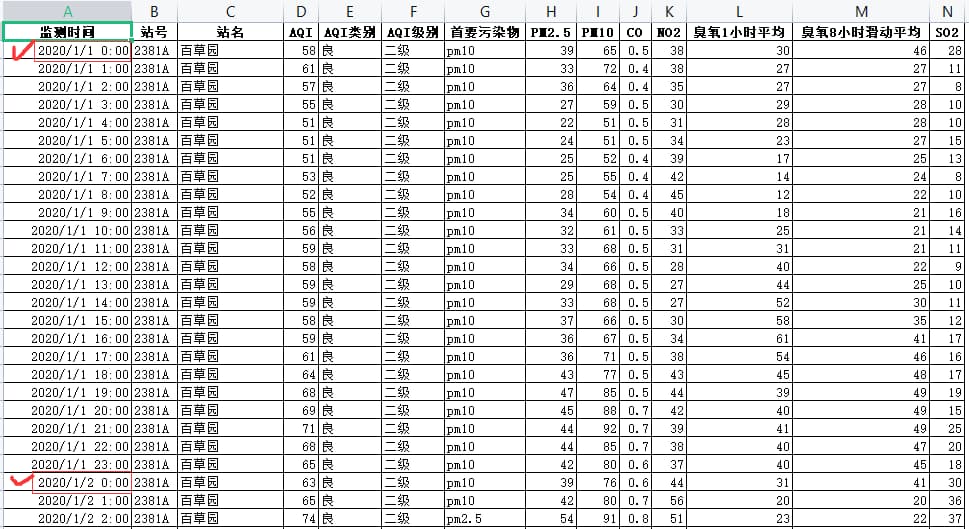 A B C D E F G H I J K L M N
监测时间 站号 站名 AQI AQI类别 AQI级别 首要污染物 PM2.5 PM10 CO NO2 臭氧1小时平均 臭氧8小时滑动平均 SO2
2020/1/1 0:00 2381A 百草园 58 良 二级 pm10 39 65 0.5 38 30 46 28
2020/1/1 1:00 2381A 百草园 61 良 二级 pm10 33 72 0.4 38 27 27 11
2020/1/1 2:00 2381A 百草园 57 良 二级 pm10 36 64 0.4 35 27 27 8
2020/1/1 3:00 2381A 百草园 55 良 二级 pm10 27 59 0.5 30 29 28 10
2020/1/1 4:00 2381A 百草园 51 良 二级 pm10 22 51 0.5 31 28 28 10
2020/1/1 5:00 2381A 百草园 51 良 二级 pm10 24 51 0.5 34 23 27 15
2020/1/1 6:00 2381A 百草园 51 良 二级 pm10 25 52 0.4 39 17 25 13
2020/1/1 7:00 2381A 百草园 53 良 二级 pm10 25 55 0.4 42 14 24 8
2020/1/1 8:00 2381A 百草园 52 良 二级 pm10 28 54 0.4 45 12 22 10
2020/1/1 9:00 2381A 百草园 55 良 二级 pm10 34 60 0.5 40 18 21 16
2020/1/1 10:00 2381A 百草园 56 良 二级 pm10 32 61 0.5 33 25 21 14
2020/1/1 11:00 2381A 百草园 59 良 二级 pm10 33 68 0.5 31 31 21 11
2020/1/1 12:00 2381A 百草园 58 良 二级 pm10 34 66 0.5 28 40 22 9
2020/1/1 13:00 2381A 百草园 59 良 二级 pm10 29 68 0.5 27 44 25 10
2020/1/1 14:00 2381A 百草园 59 良 二级 pm10 33 68 0.5 27 52 30 11
2020/1/1 15:00 2381A 百草园 58 良 二级 pm10 37 66 0.5 30 58 35 12
2020/1/1 16:00 2381A 百草园 59 良 二级 pm10 36 67 0.5 34 61 41 17
2020/1/1 17:00 2381A 百草园 61 良 二级 pm10 36 71 0.5 38 54 46 16
2020/1/1 18:00 2381A 百草园 64 良 二级 pm10 43 77 0.5 43 45 48 17
2020/1/1 19:00 2381A 百草园 68 良 二级 pm10 47 85 0.5 44 39 49 19
2020/1/1 20:00 2381A 百草园 69 良 二级 pm10 45 88 0.7 42 40 49 15
2020/1/1 21:00 2381A 百草园 71 良 二级 pm10 44 92 0.7 39 41 49 25
2020/1/1 22:00 2381A 百草园 68 良 二级 pm10 44 85 0.7 38 40 47 20
2020/1/1 23:00 2381A 百草园 65 良 二级 pm10 42 80 0.6 37 40 45 18
2020/1/2 0:00 2381A 百草园 63 良 二级 pm10 39 76 0.6 44 31 41 30
2020/1/2 1:00 2381A 百草园 65 良 二级 pm10 42 80 0.7 56 20 20 36
2020/1/2 2:00 2381A 百草园 74 良 二级 pm2.5 54 91 0.8 51 23 22 37